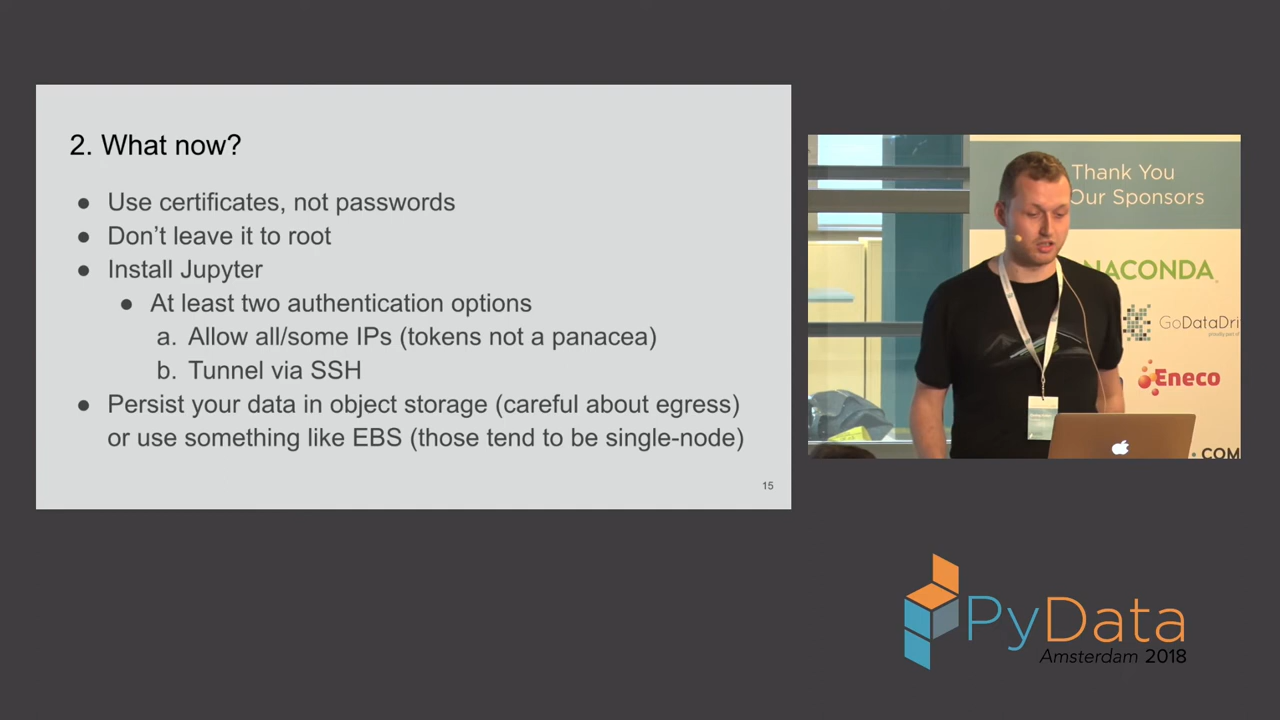 2. What now?
● Use certificates, not passwords
● Don’t leave it to root
● Install Jupyter
● At least two authentication options
a. Allow all/some IPs (tokens not a panacea)
b. Tunnel via SSH
● Persist your data in object storage (careful about egress)
or use something like EBS (those tend to be single-node)
15
Thank You
Our Sponsors
NACONDA
GoDataDri
Eneco
.COM
PyData
Amsterdam 2018